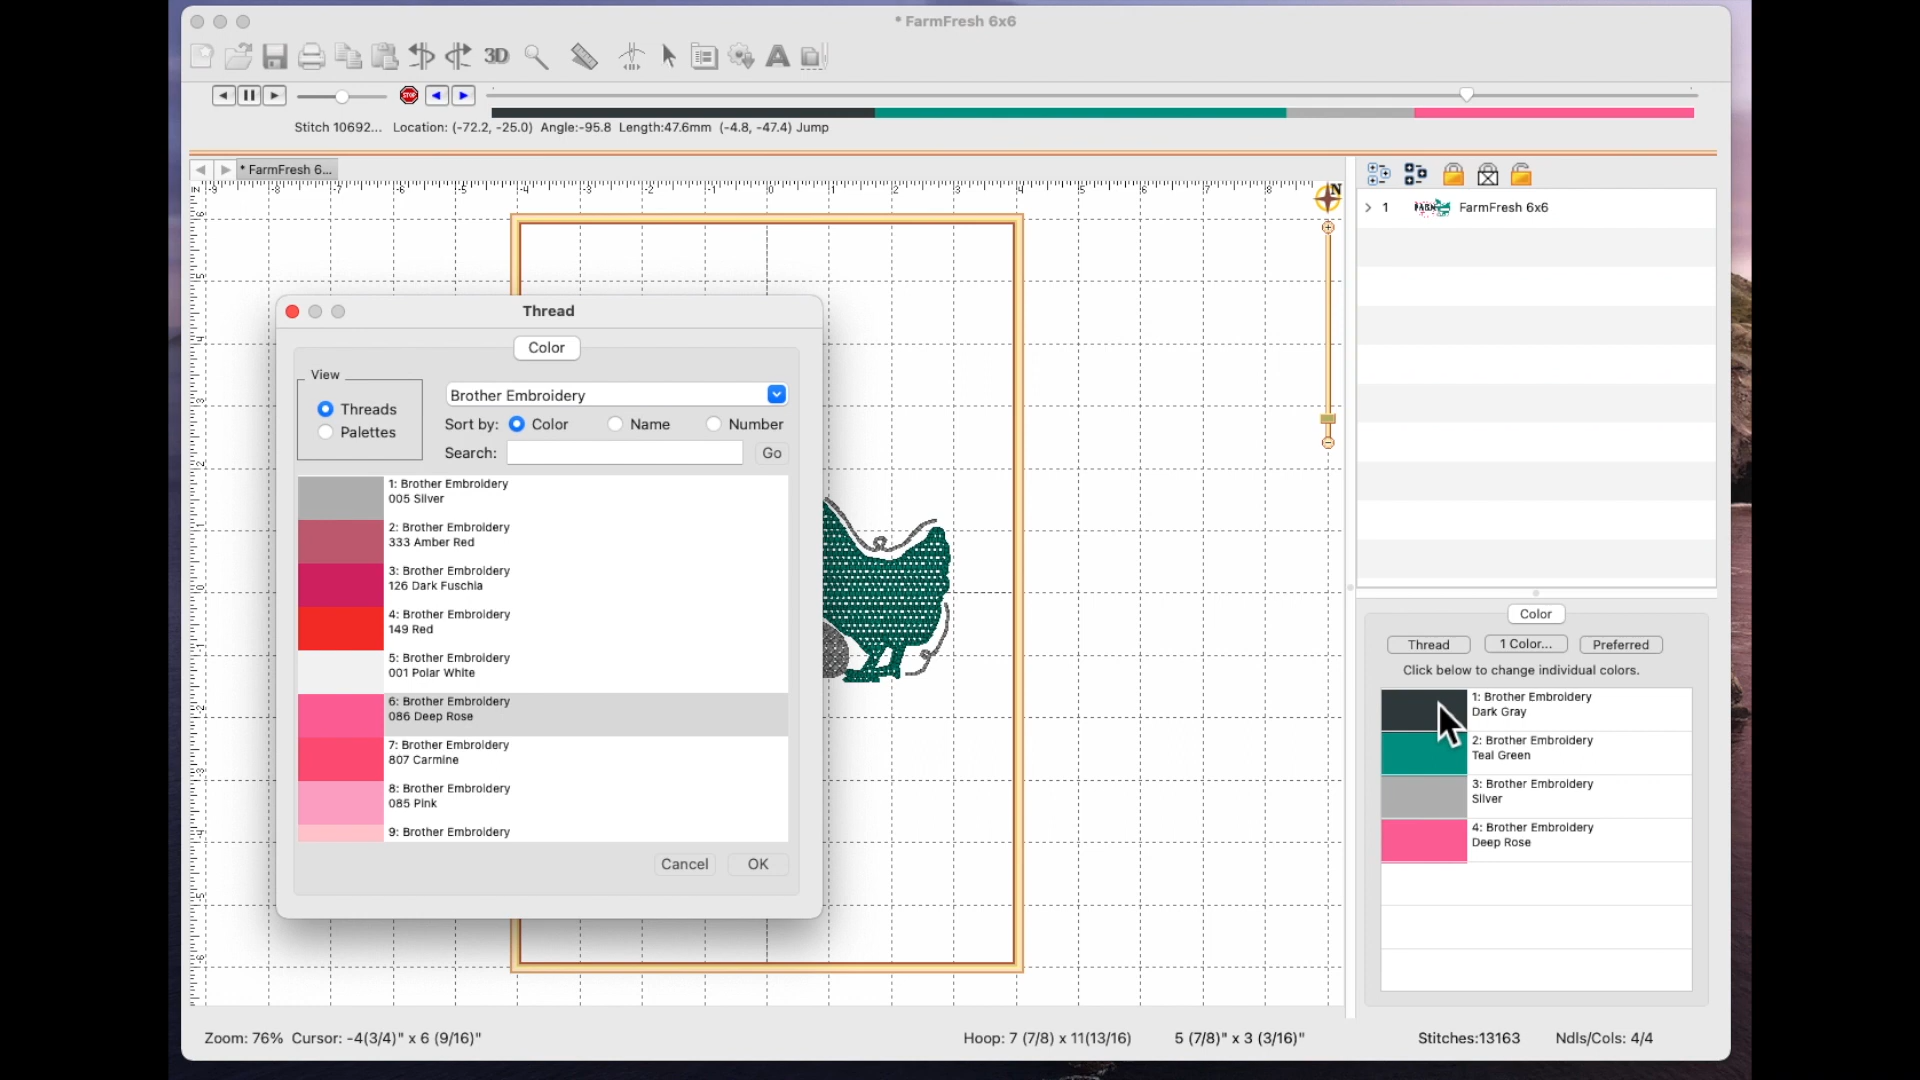 * FarmFresh 6x6
3D
A
STOP
Stitch 10692... Location: (-72.2, -25.0) Angle:-95.8 Length:47.6mm (-4.8, -47.4) Jump
* FarmFresh 6...
N
1 FARM FarmFresh 6x6
Thread
Color
View
Threads
Palettes
Brother Embroidery
Sort by: Color Name Number
Search: Go
1: Brother Embroidery
005 Silver
2: Brother Embroidery
333 Amber Red
3: Brother Embroidery
126 Dark Fuschia
4: Brother Embroidery
149 Red
5: Brother Embroidery
001 Polar White
6: Brother Embroidery
086 Deep Rose
7: Brother Embroidery
807 Carmine
8: Brother Embroidery
085 Pink
9: Brother Embroidery
Cancel OK
Color
Thread 1 Color... Preferred
Click below to change individual colors.
1: Brother Embroidery
Dark Gray
2: Brother Embroidery
Teal Green
3: Brother Embroidery
Silver
4: Brother Embroidery
Deep Rose
Zoom: 76% Cursor: -4(3/4)" x 6 (9/16)" Hoop: 7 (7/8) x 11(13/16) 5 (7/8)" x 3 (3/16)" Stitches:13163 Ndls/Cols: 4/4